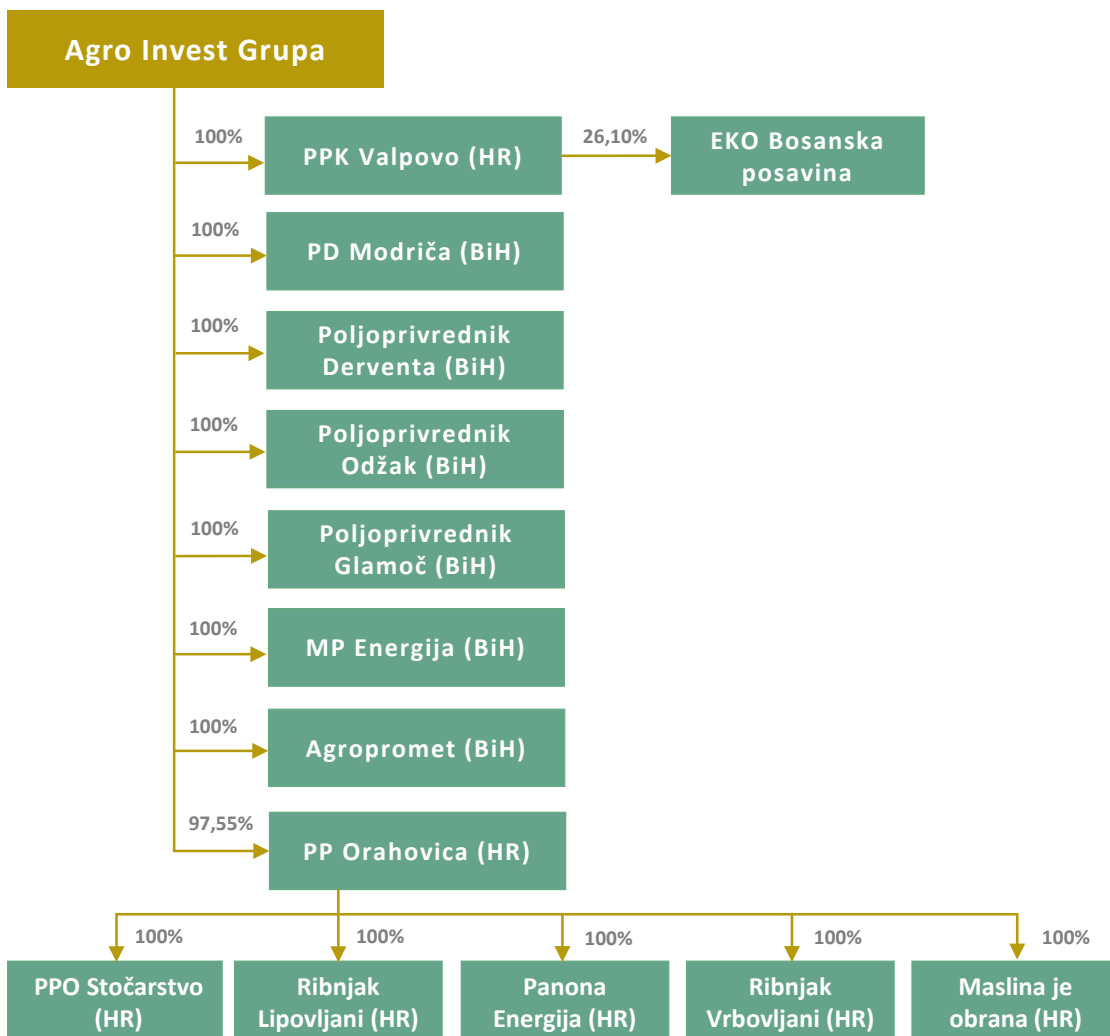 Agro Invest Grupa
100%
PPK Valpovo (HR)
26,10%
EKO Bosanska
posavina
100%
PD Modriča (BiH)
100%
Poljoprivrednik
Derventa (BiH)
100%
Poljoprivrednik
Odžak (BiH)
100%
Poljoprivrednik
Glamoč (BiH)
100%
MP Energija (BiH)
100%
Agropromet (BiH)
97,55%
PP Orahovica (HR)
100%
PPO Stočarstvo
(HR)
100%
Ribnjak
Lipovljani (HR)
100%
Panona
Energija (HR)
100%
Ribnjak
Vrbovljani (HR)
100%
Maslina je
obrana (HR)